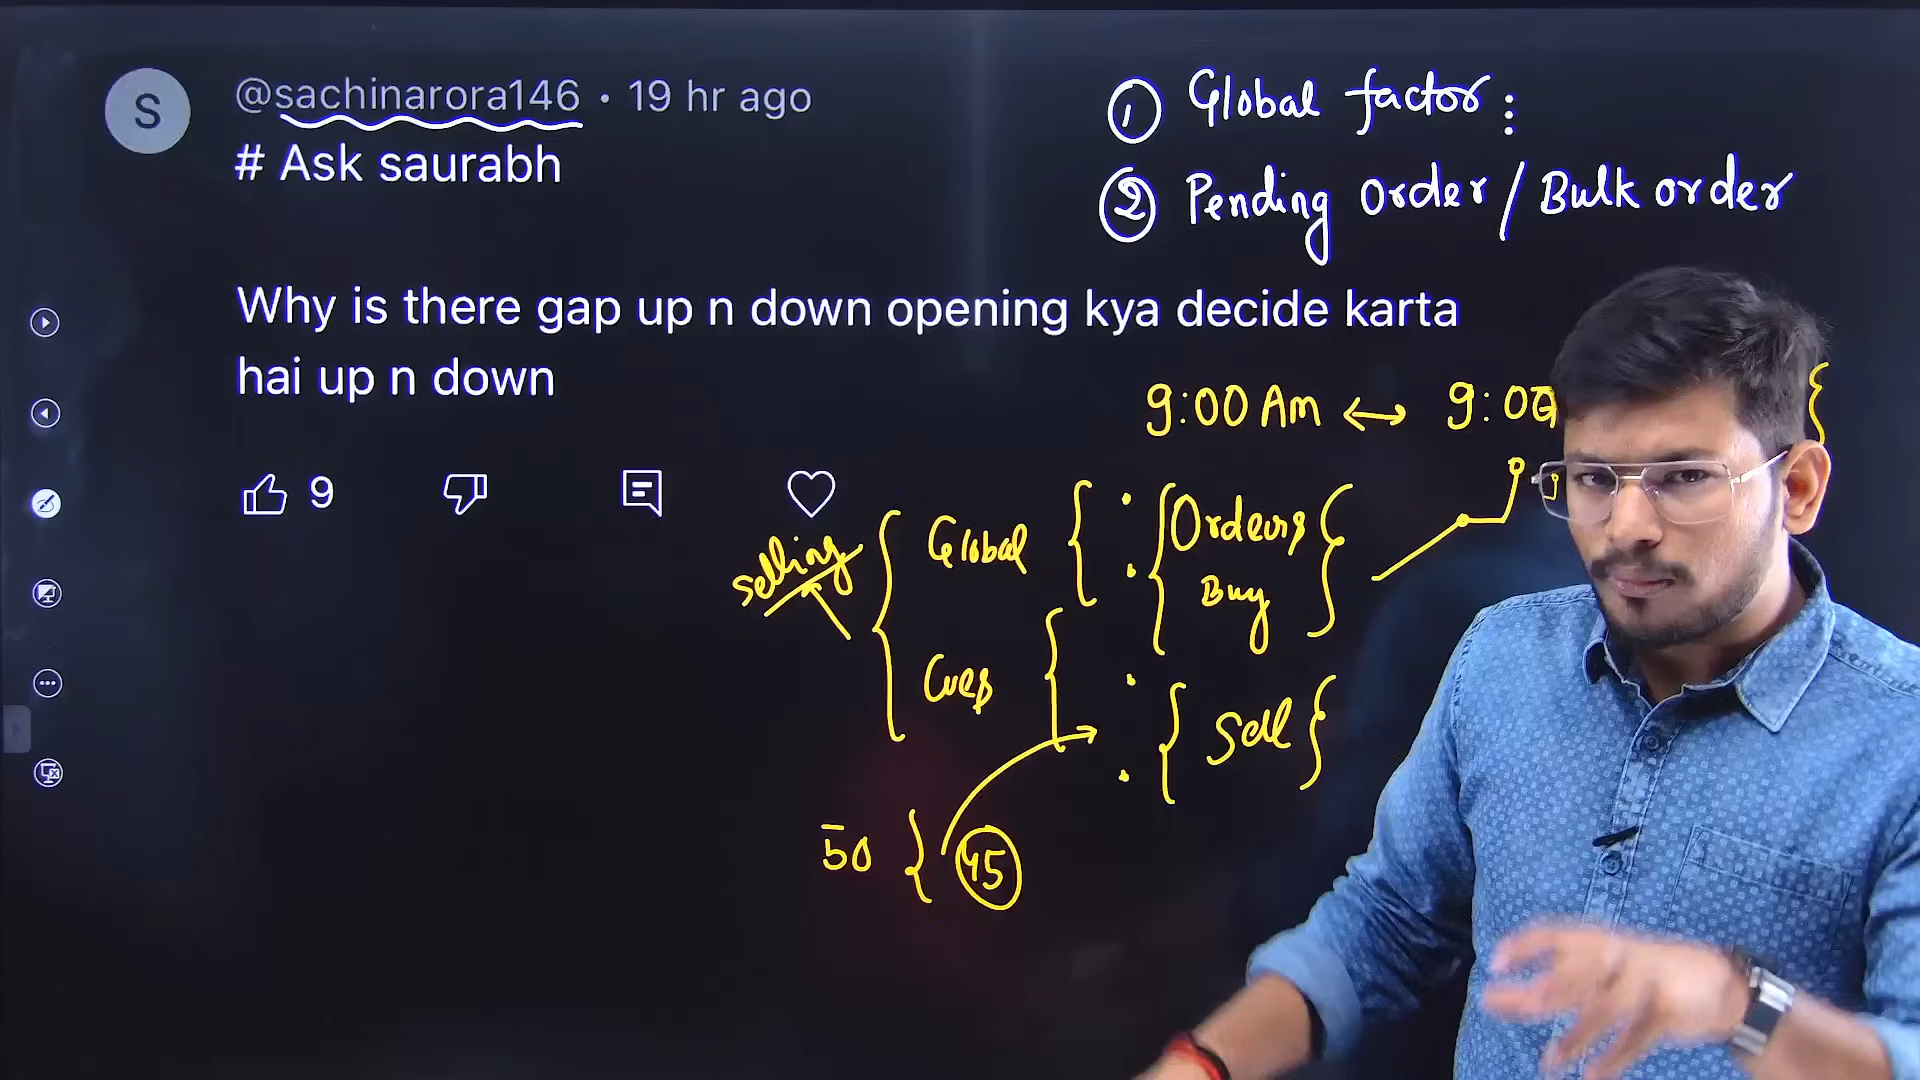 S
@sachinarora146 · 19 hr ago
# Ask saurabh
① Global factor :
② Pending Order / Bulk order
Why is there gap up n down opening kya decide karta
hai up n down
9:00 Am ↔ 9:0
9
selling
Global
Buy
Cues
Sell
50
45